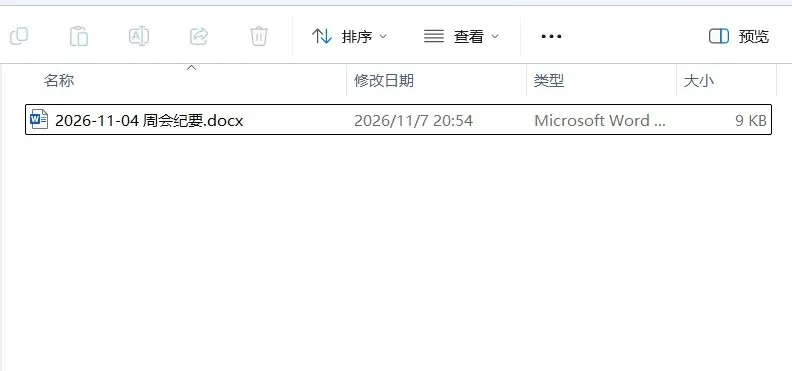 排序 查看 ••• 预览
名称 修改日期 类型 大小
2026-11-04 周会纪要.docx 2026/11/7 20:54 Microsoft Word ... 9 KB